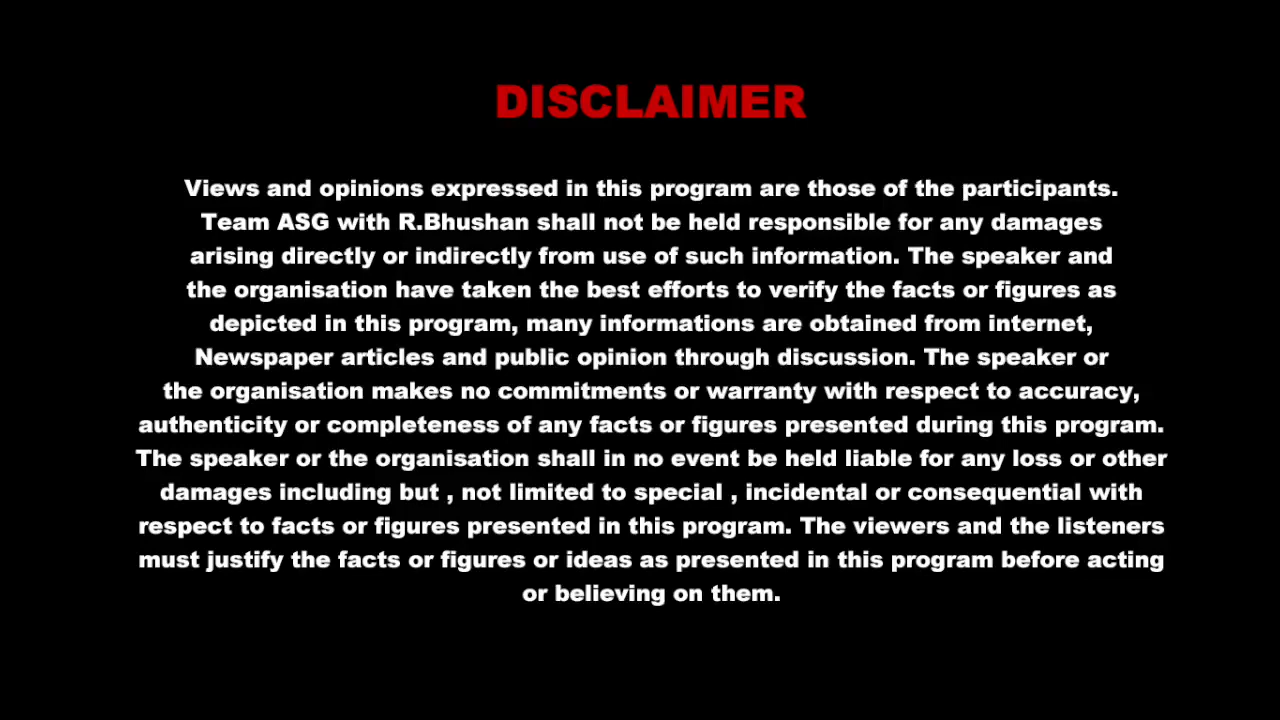 DISCLAIMER
Views and opinions expressed in this program are those of the participants.
Team ASG with R.Bhushan shall not be held responsible for any damages
arising directly or indirectly from use of such information. The speaker and
the organisation have taken the best efforts to verify the facts or figures as
depicted in this program, many informations are obtained from internet,
Newspaper articles and public opinion through discussion. The speaker or
the organisation makes no commitments or warranty with respect to accuracy,
authenticity or completeness of any facts or figures presented during this program.
The speaker or the organisation shall in no event be held liable for any loss or other
damages including but , not limited to special , incidental or consequential with
respect to facts or figures presented in this program. The viewers and the listeners
must justify the facts or figures or ideas as presented in this program before acting
or believing on them.